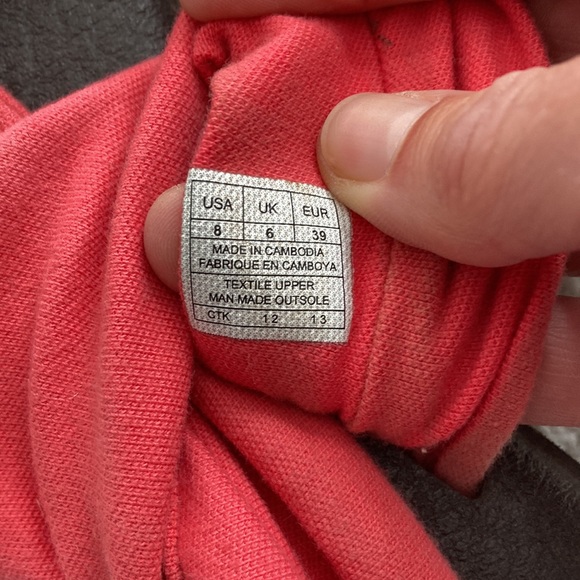 USA UK EUR
8 6 39
MADE IN CAMBODIA
FABRIQUE EN CAMBOYA
TEXTILE UPPER
MAN MADE OUTSOLE
CTK 12 13